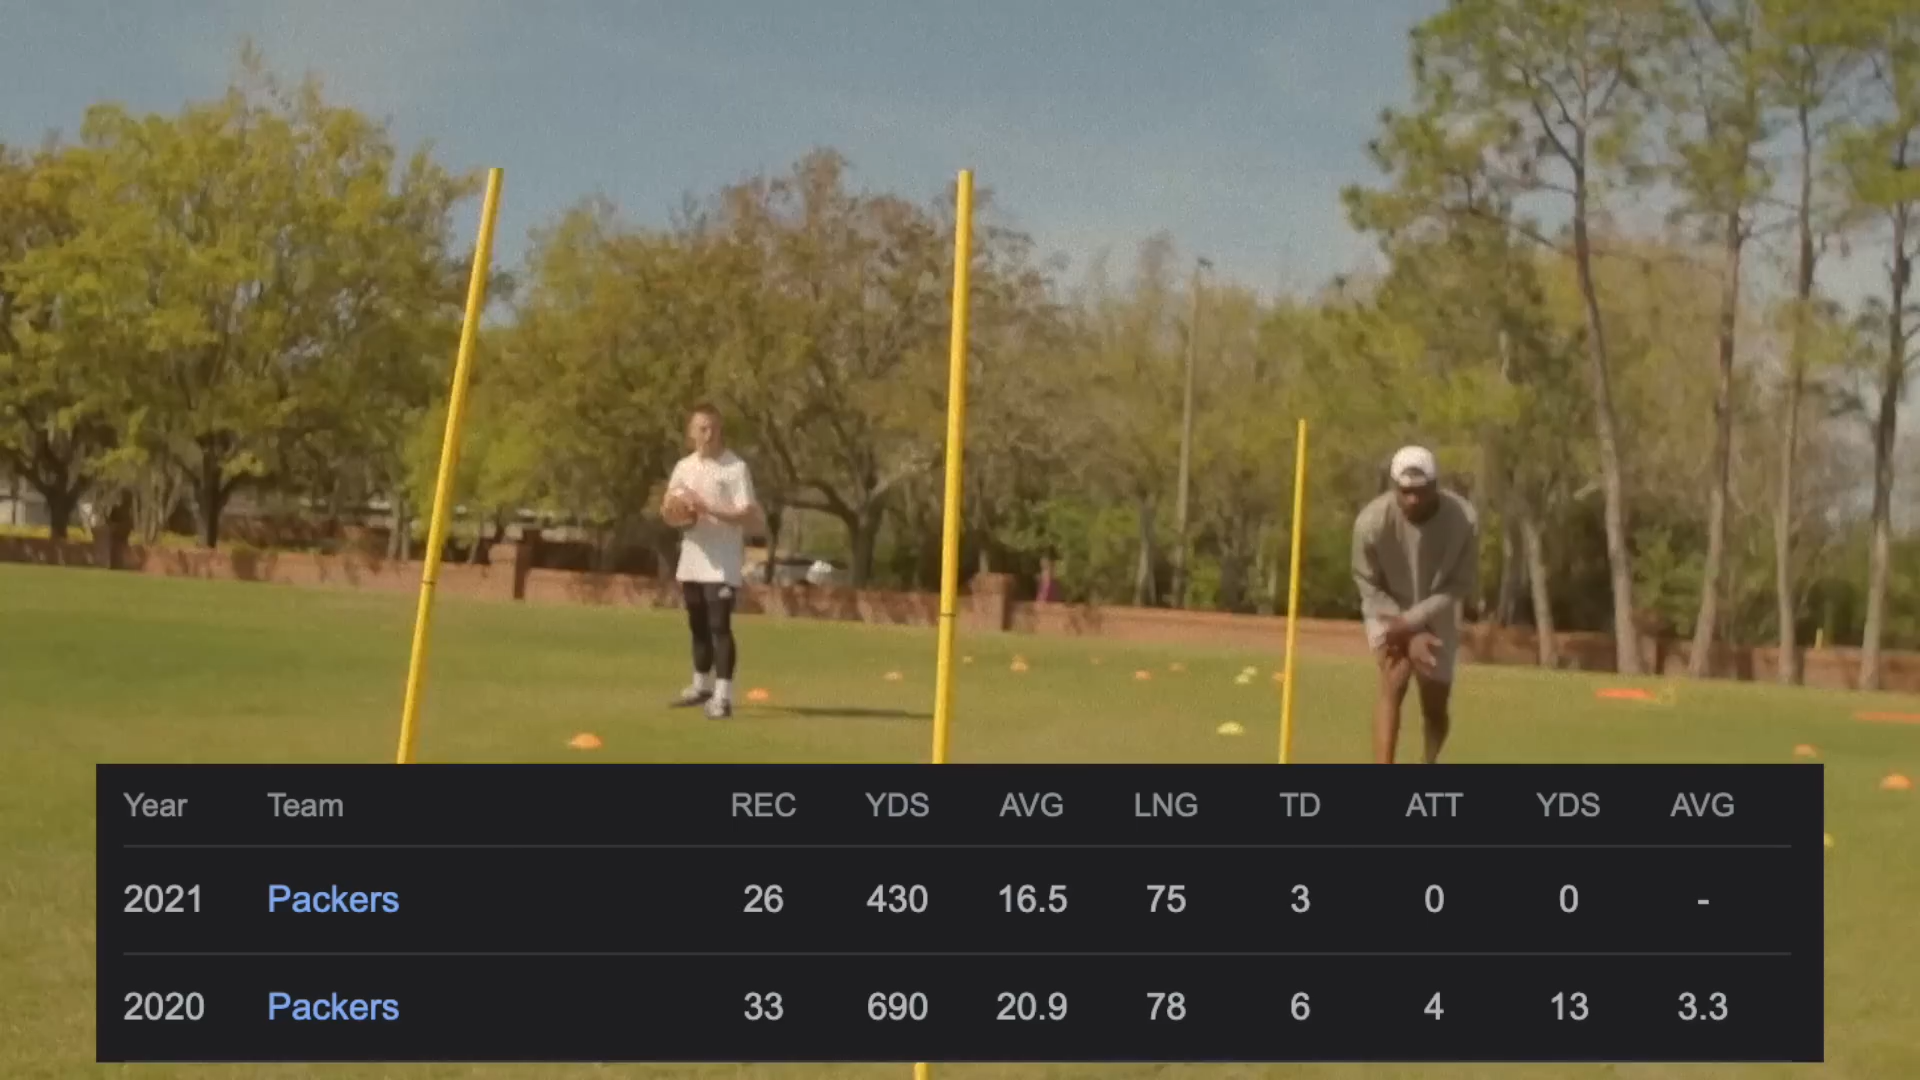 Year Team REC YDS AVG LNG TD ATT YDS AVG
2021 Packers 26 430 16.5 75 3 0 0 -
2020 Packers 33 690 20.9 78 6 4 13 3.3